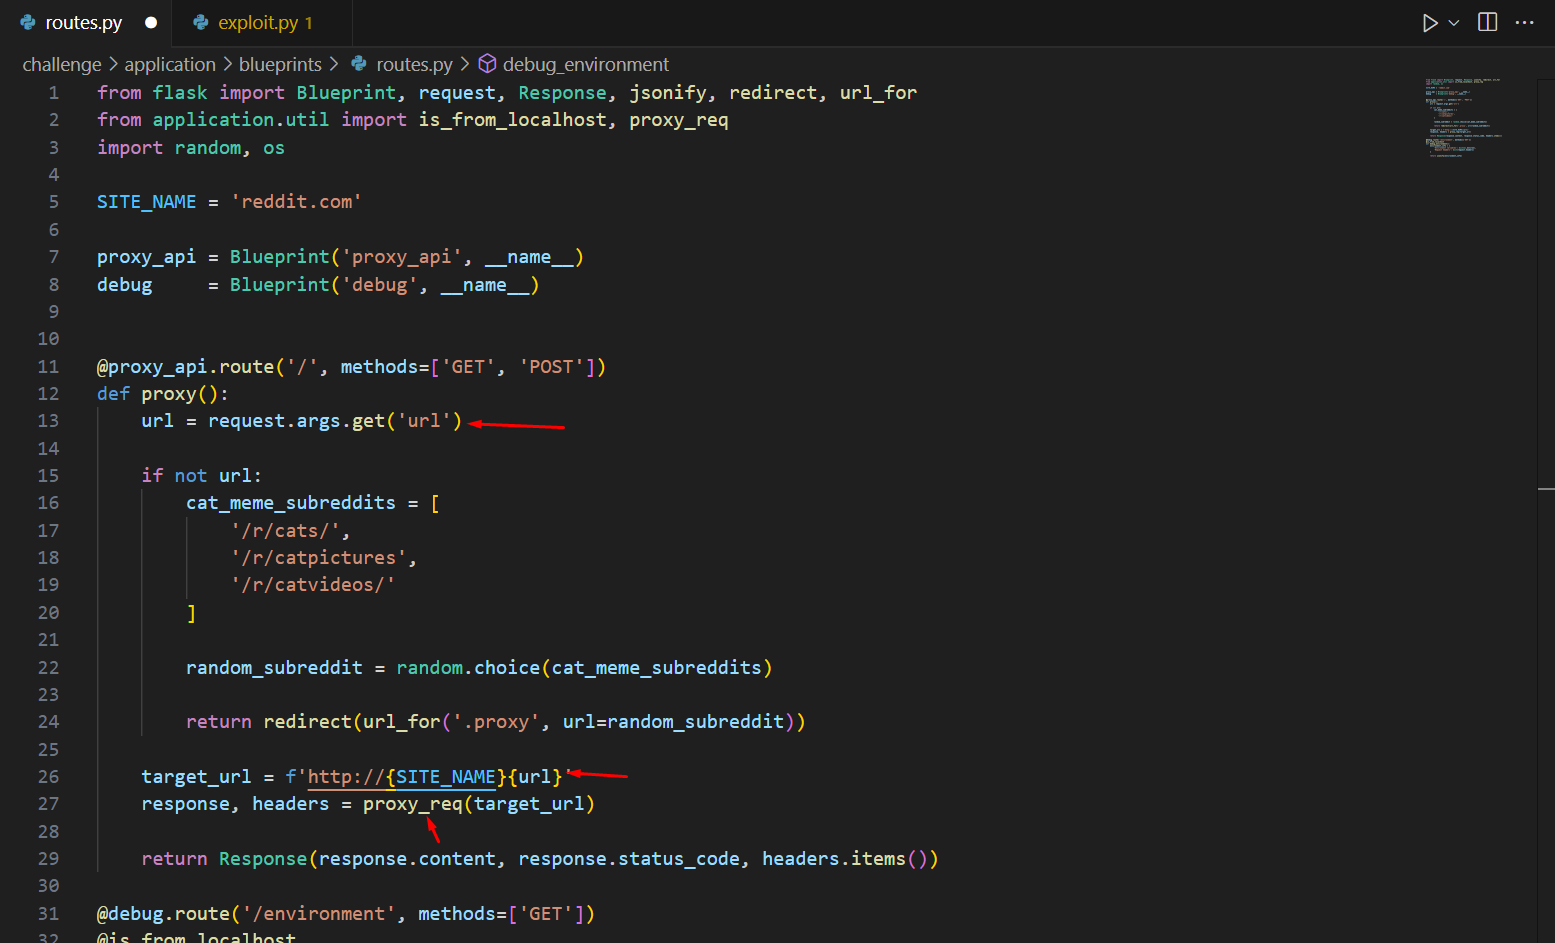 routes.py
exploit.py 1
challenge > application > blueprints > routes.py > debug_environment
1 from flask import Blueprint, request, Response, jsonify, redirect, url_for
2 from application.util import is_from_localhost, proxy_req
3 import random, os
4
5 SITE_NAME = 'reddit.com'
6
7 proxy_api = Blueprint('proxy_api', __name__)
8 debug     = Blueprint('debug', __name__)
9
10
11 @proxy_api.route('/', methods=['GET', 'POST'])
12 def proxy():
13     url = request.args.get('url')
14
15     if not url:
16         cat_meme_subreddits = [
17             '/r/cats/',
18             '/r/catpictures',
19             '/r/catvideos/'
20         ]
21
22         random_subreddit = random.choice(cat_meme_subreddits)
23
24         return redirect(url_for('.proxy', url=random_subreddit))
25
26     target_url = f'http://{SITE_NAME}{url}'
27     response, headers = proxy_req(target_url)
28
29     return Response(response.content, response.status_code, headers.items())
30
31 @debug.route('/environment', methods=['GET'])
32 @is_from_localhost